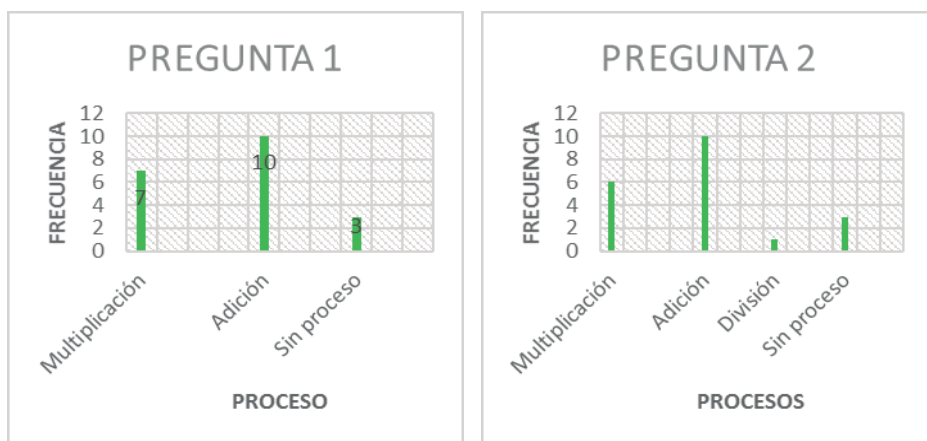 PREGUNTA 1
FRECUENCIA
12
10
8
6
4
2
0
7
10
3
Multiplicación
Adición
Sin proceso
PROCESO
PREGUNTA 2
FRECUENCIA
12
10
8
6
4
2
0
Multiplicación
Adición
División
Sin proceso
PROCESOS